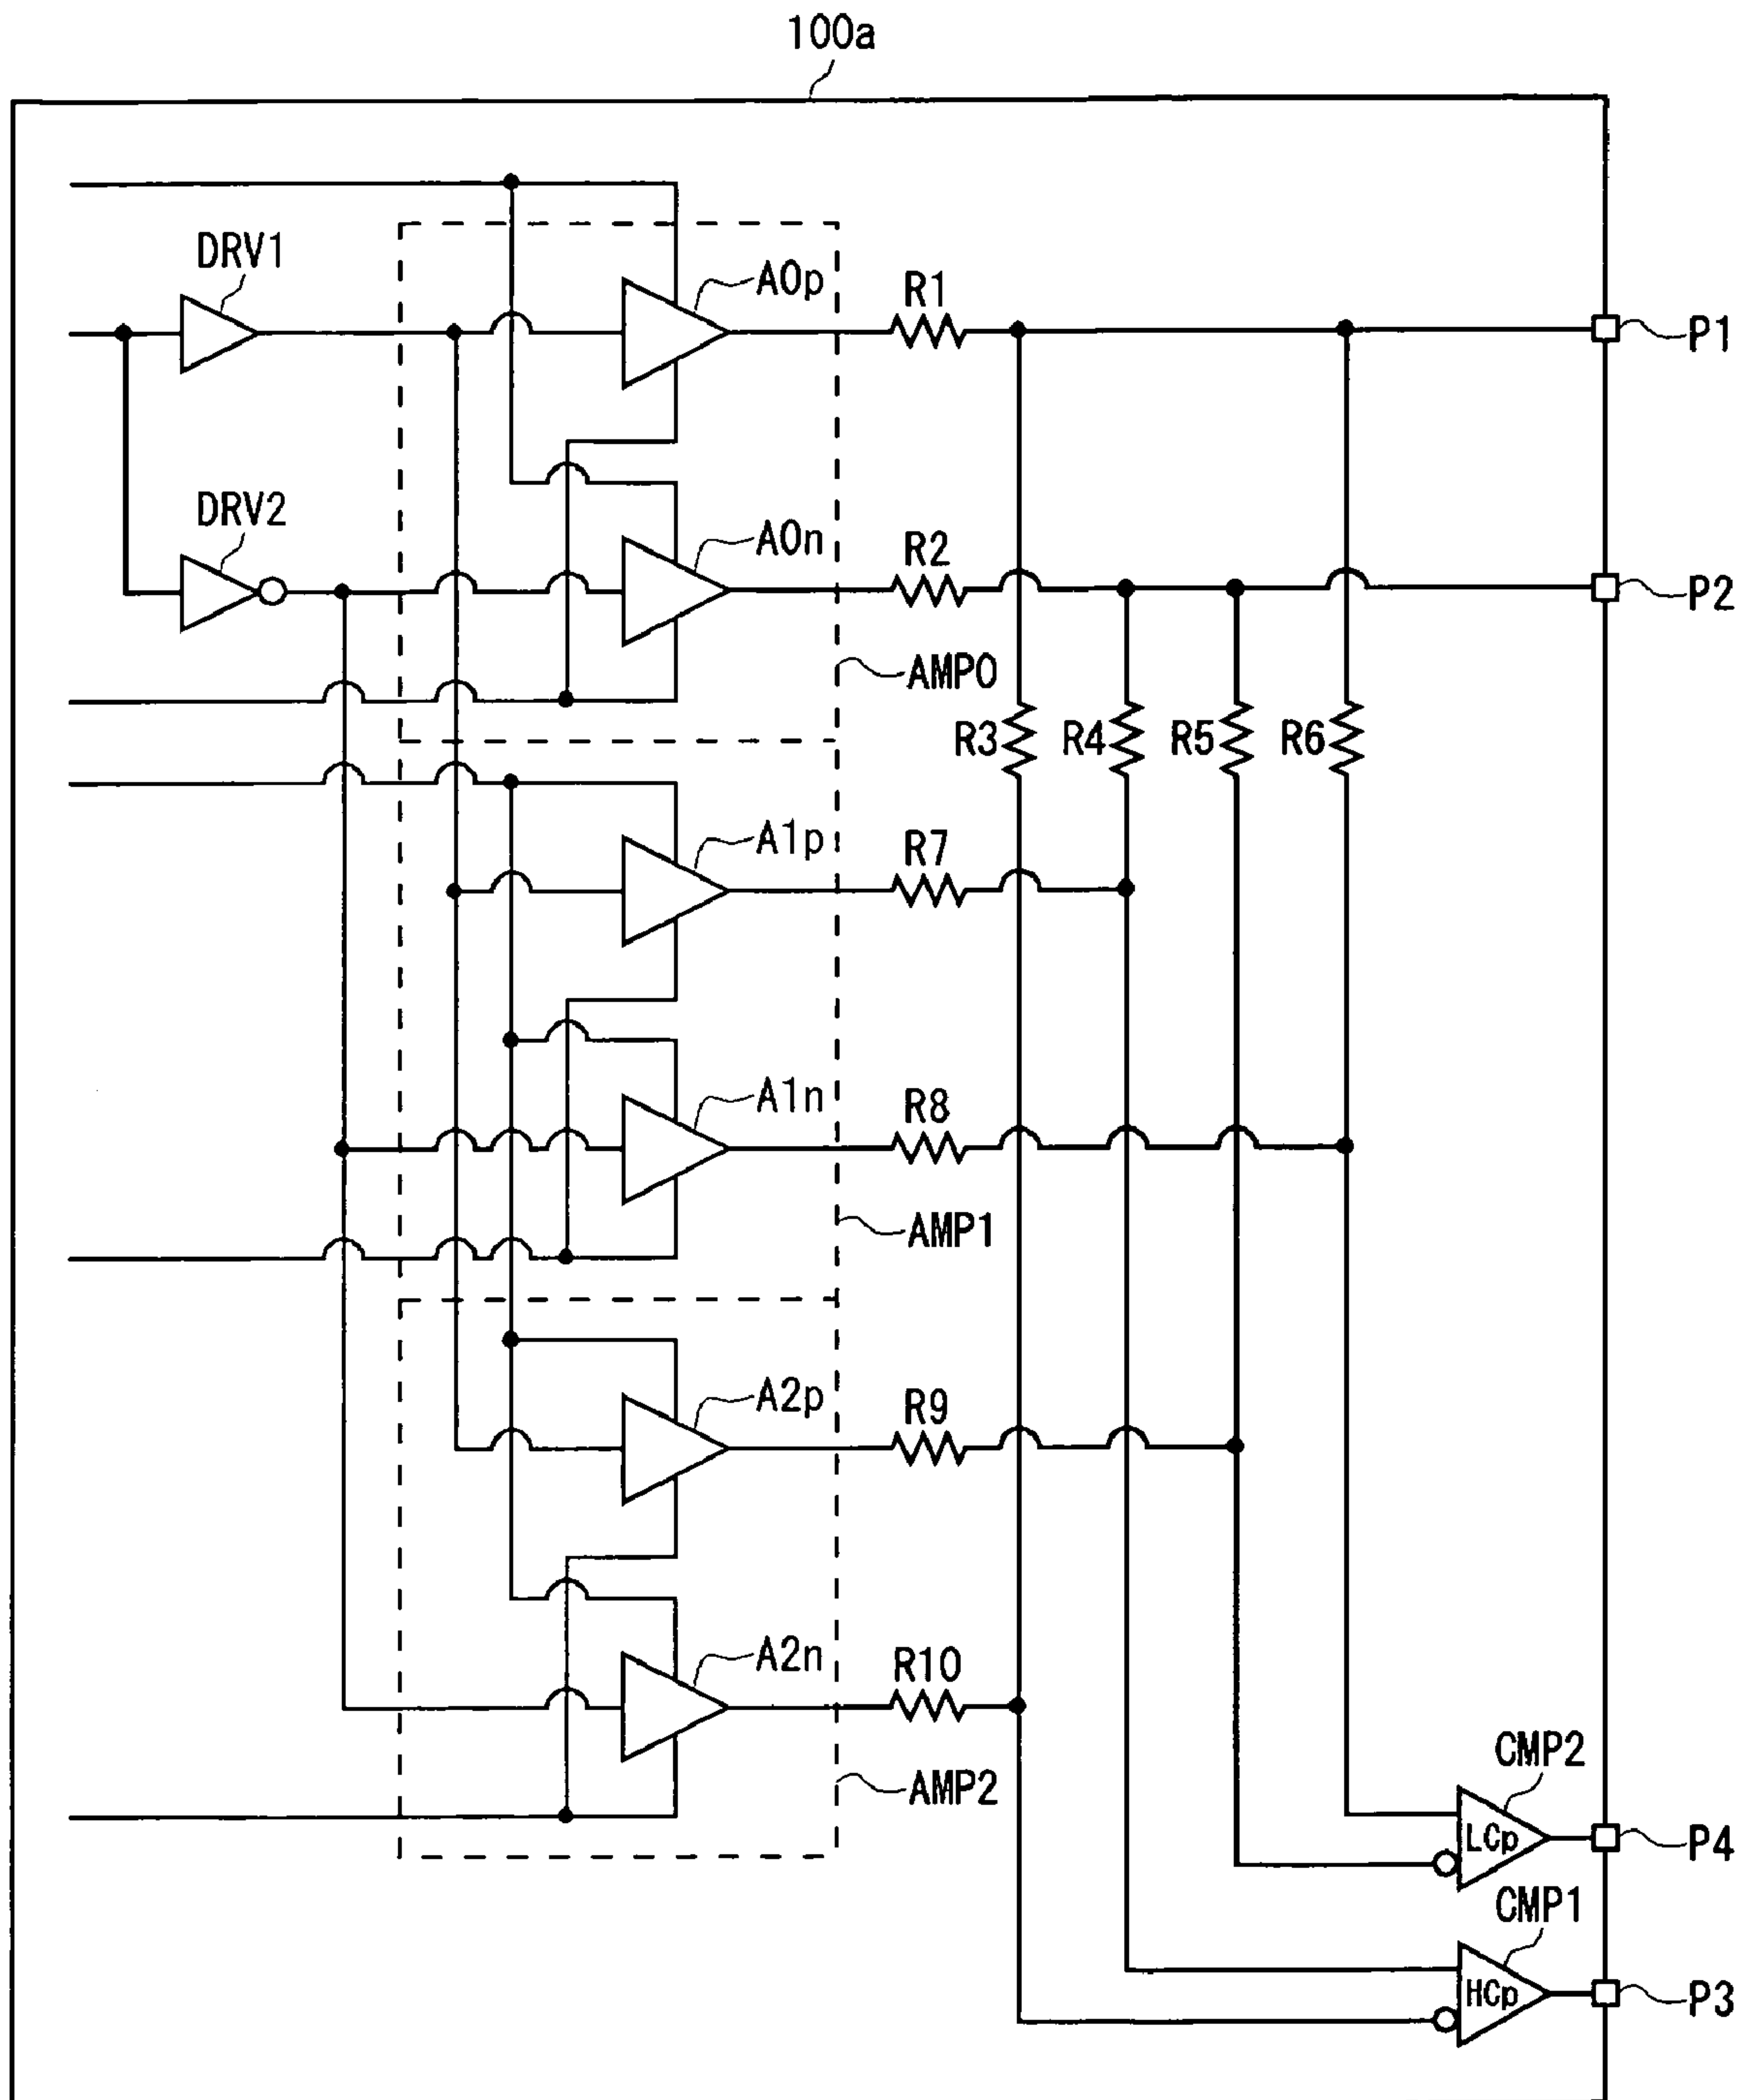 100a
DRV1
A0p
R1
P1
DRV2
A0n
R2
P2
AMP0
R3
R4
R5
R6
A1p
R7
A1n
R8
AMP1
A2p
R9
A2n
R10
AMP2
CMP2
LCp
P4
CMP1
HCp
P3